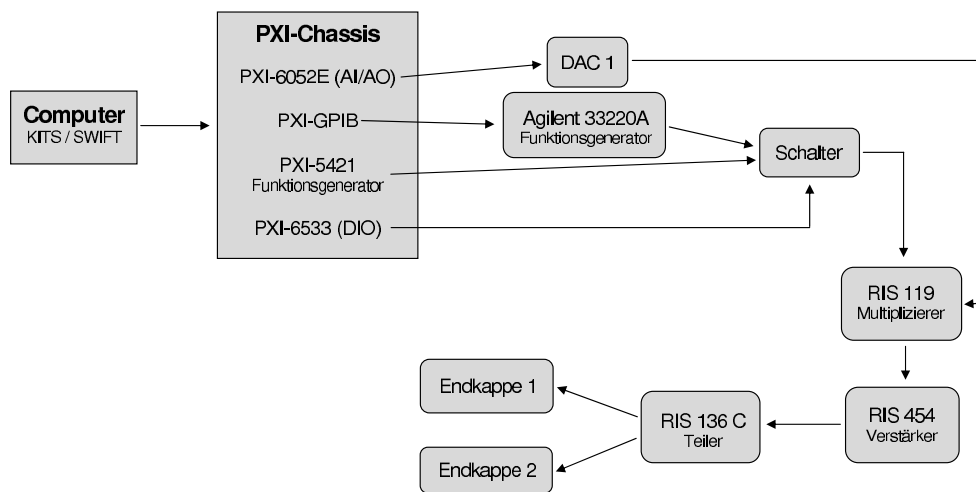 PXI-Chassis
PXI-6052E (AI/AO)
DAC 1
Computer
KITS / SWIFT
PXI-GPIB
Agilent 33220A
Funktionsgenerator
PXI-5421
Funktionsgenerator
Schalter
PXI-6533 (DIO)
RIS 119
Multiplizierer
Endkappe 1
RIS 136 C
Teiler
RIS 454
Verstärker
Endkappe 2